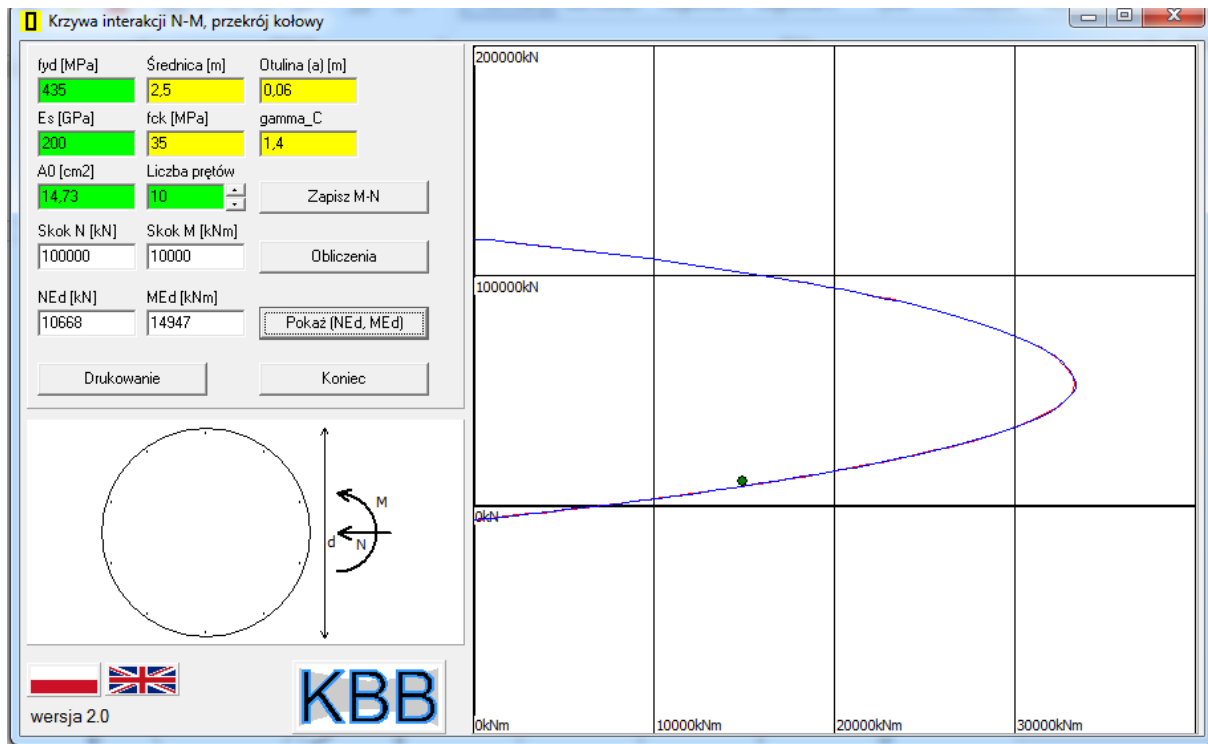 Krzywa interakcji N-M, przekrój kołowy
fyd [MPa] Średnica [m] Otulina (a) [m]
435 2,5 0,06
Es [GPa] fck [MPa] gamma_C
200 35 1,4
A0 [cm2] Liczba prętów
14,73 10 Zapisz M-N
Skok N [kN] Skok M [kNm]
100000 10000 Obliczenia
NEd [kN] MEd [kNm]
10668 14947 Pokaż (NEd, MEd)
Drukowanie Koniec
M
d N
wersja 2.0
KBB
200000kN
100000kN
0kN
0kNm 10000kNm 20000kNm 30000kNm